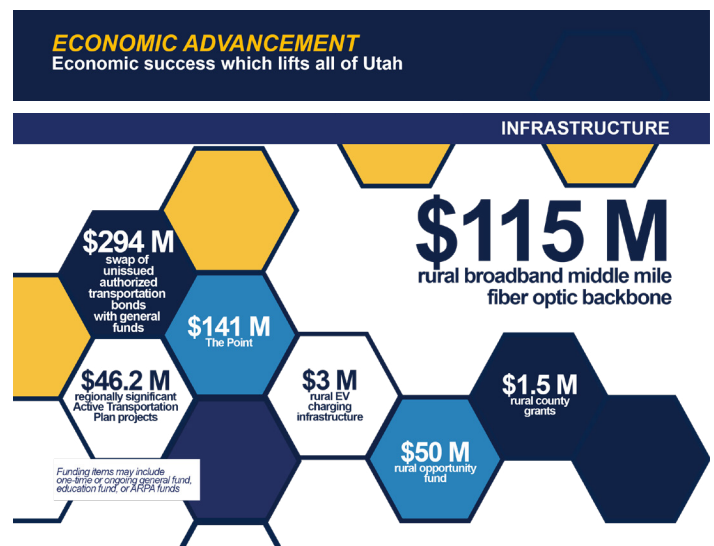 ECONOMIC ADVANCEMENT
Economic success which lifts all of Utah
INFRASTRUCTURE
$115 M
rural broadband middle mile
fiber optic backbone
$294 M
swap of
unissued
authorized
transportation
bonds
with general
funds
$141 M
The Point
$46.2 M
regionally significant
Active Transportation
Plan projects
$3 M
rural EV
charging
infrastructure
$1.5 M
rural county
grants
$50 M
rural opportunity
fund
Funding items may include
one-time or ongoing general fund,
education fund, or ARPA funds